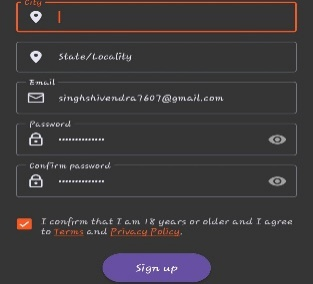 City
State/Locality
Email
singhshivendra7607@gmail.com
Password
••••••••••••••
Confirm password
••••••••••••••
I confirm that I am 18 years or older and I agree
to Terms and Privacy Policy.
Sign up